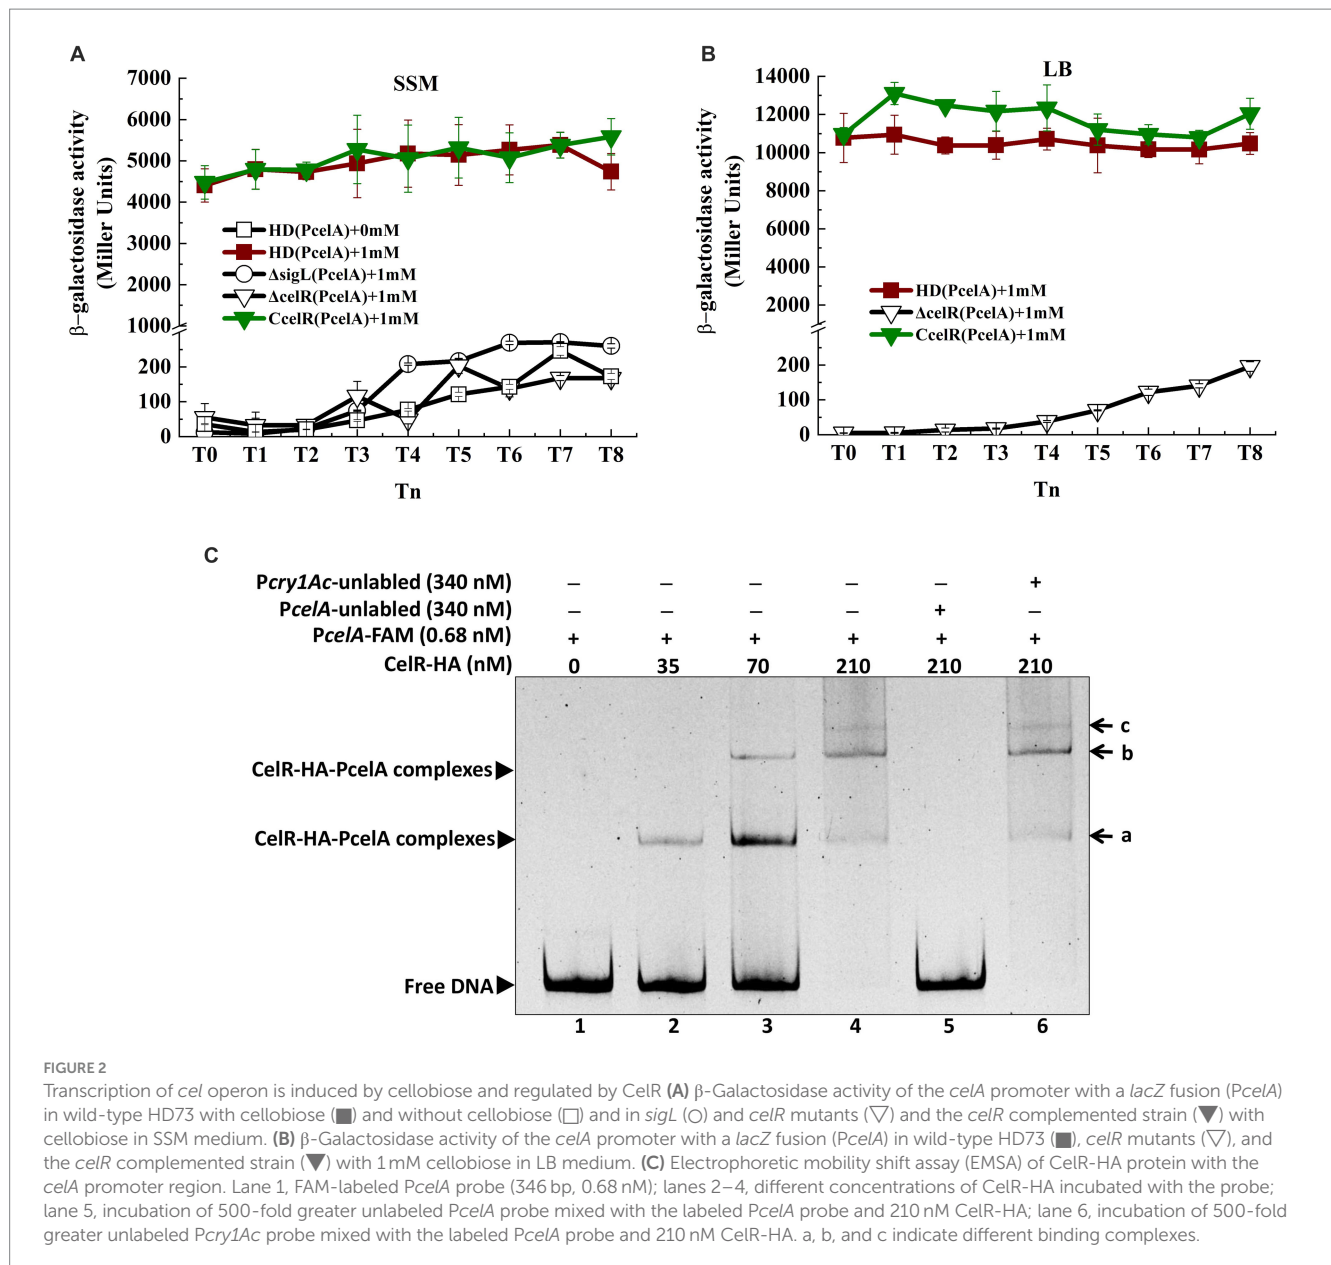 A
SSM
β−galactosidase activity
(Miller Units)
7000
6000
5000
4000
3000
2000
1000
200
100
0
HD(PcelA)+0mM
HD(PcelA)+1mM
ΔsigL(PcelA)+1mM
ΔcelR(PcelA)+1mM
CcelR(PcelA)+1mM
T0 T1 T2 T3 T4 T5 T6 T7 T8
Tn
B
LB
β−galactosidase activity
(Miller Units)
14000
12000
10000
8000
6000
4000
2000
200
100
0
HD(PcelA)+1mM
ΔcelR(PcelA)+1mM
CcelR(PcelA)+1mM
T0 T1 T2 T3 T4 T5 T6 T7 T8
Tn
C
Pcry1Ac-unlabled (340 nM) – – – – – +
PcelA-unlabled (340 nM) – – – – + –
PcelA-FAM (0.68 nM) + + + + + +
CelR-HA (nM) 0 35 70 210 210 210
c
b
CelR-HA-PcelA complexes
CelR-HA-PcelA complexes
a
Free DNA
1 2 3 4 5 6
FIGURE 2
Transcription of cel operon is induced by cellobiose and regulated by CelR (A) β-Galactosidase activity of the celA promoter with a lacZ fusion (PcelA)
in wild-type HD73 with cellobiose (■) and without cellobiose (□) and in sigL (○) and celR mutants (▽) and the celR complemented strain (▼) with
cellobiose in SSM medium. (B) β-Galactosidase activity of the celA promoter with a lacZ fusion (PcelA) in wild-type HD73 (■), celR mutants (▽), and
the celR complemented strain (▼) with 1 mM cellobiose in LB medium. (C) Electrophoretic mobility shift assay (EMSA) of CelR-HA protein with the
celA promoter region. Lane 1, FAM-labeled PcelA probe (346 bp, 0.68 nM); lanes 2–4, different concentrations of CelR-HA incubated with the probe;
lane 5, incubation of 500-fold greater unlabeled PcelA probe mixed with the labeled PcelA probe and 210 nM CelR-HA; lane 6, incubation of 500-fold
greater unlabeled Pcry1Ac probe mixed with the labeled PcelA probe and 210 nM CelR-HA. a, b, and c indicate different binding complexes.